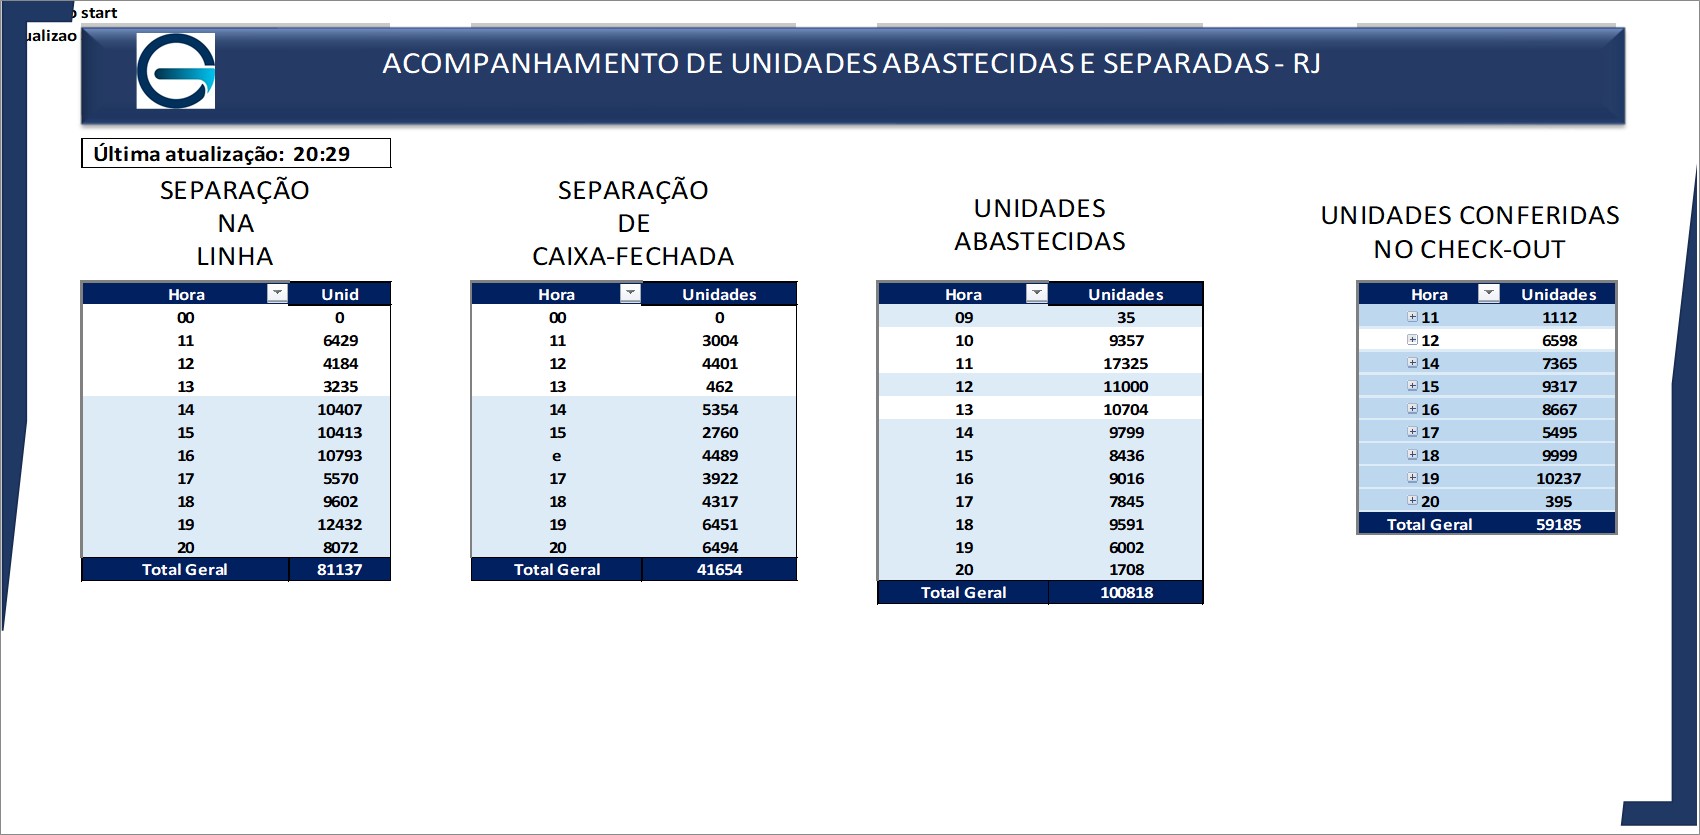 start
ualizao
ACOMPANHAMENTO DE UNIDADES ABASTECIDAS E SEPARADAS - RJ
Última atualização: 20:29
SEPARAÇÃO
NA
LINHA
Hora Unid
00 0
11 6429
12 4184
13 3235
14 10407
15 10413
16 10793
17 5570
18 9602
19 12432
20 8072
Total Geral 81137
SEPARAÇÃO
DE
CAIXA-FECHADA
Hora Unidades
00 0
11 3004
12 4401
13 462
14 5354
15 2760
e 4489
17 3922
18 4317
19 6451
20 6494
Total Geral 41654
UNIDADES
ABASTECIDAS
Hora Unidades
09 35
10 9357
11 17325
12 11000
13 10704
14 9799
15 8436
16 9016
17 7845
18 9591
19 6002
20 1708
Total Geral 100818
UNIDADES CONFERIDAS
NO CHECK-OUT
Hora Unidades
11 1112
12 6598
14 7365
15 9317
16 8667
17 5495
18 9999
19 10237
20 395
Total Geral 59185